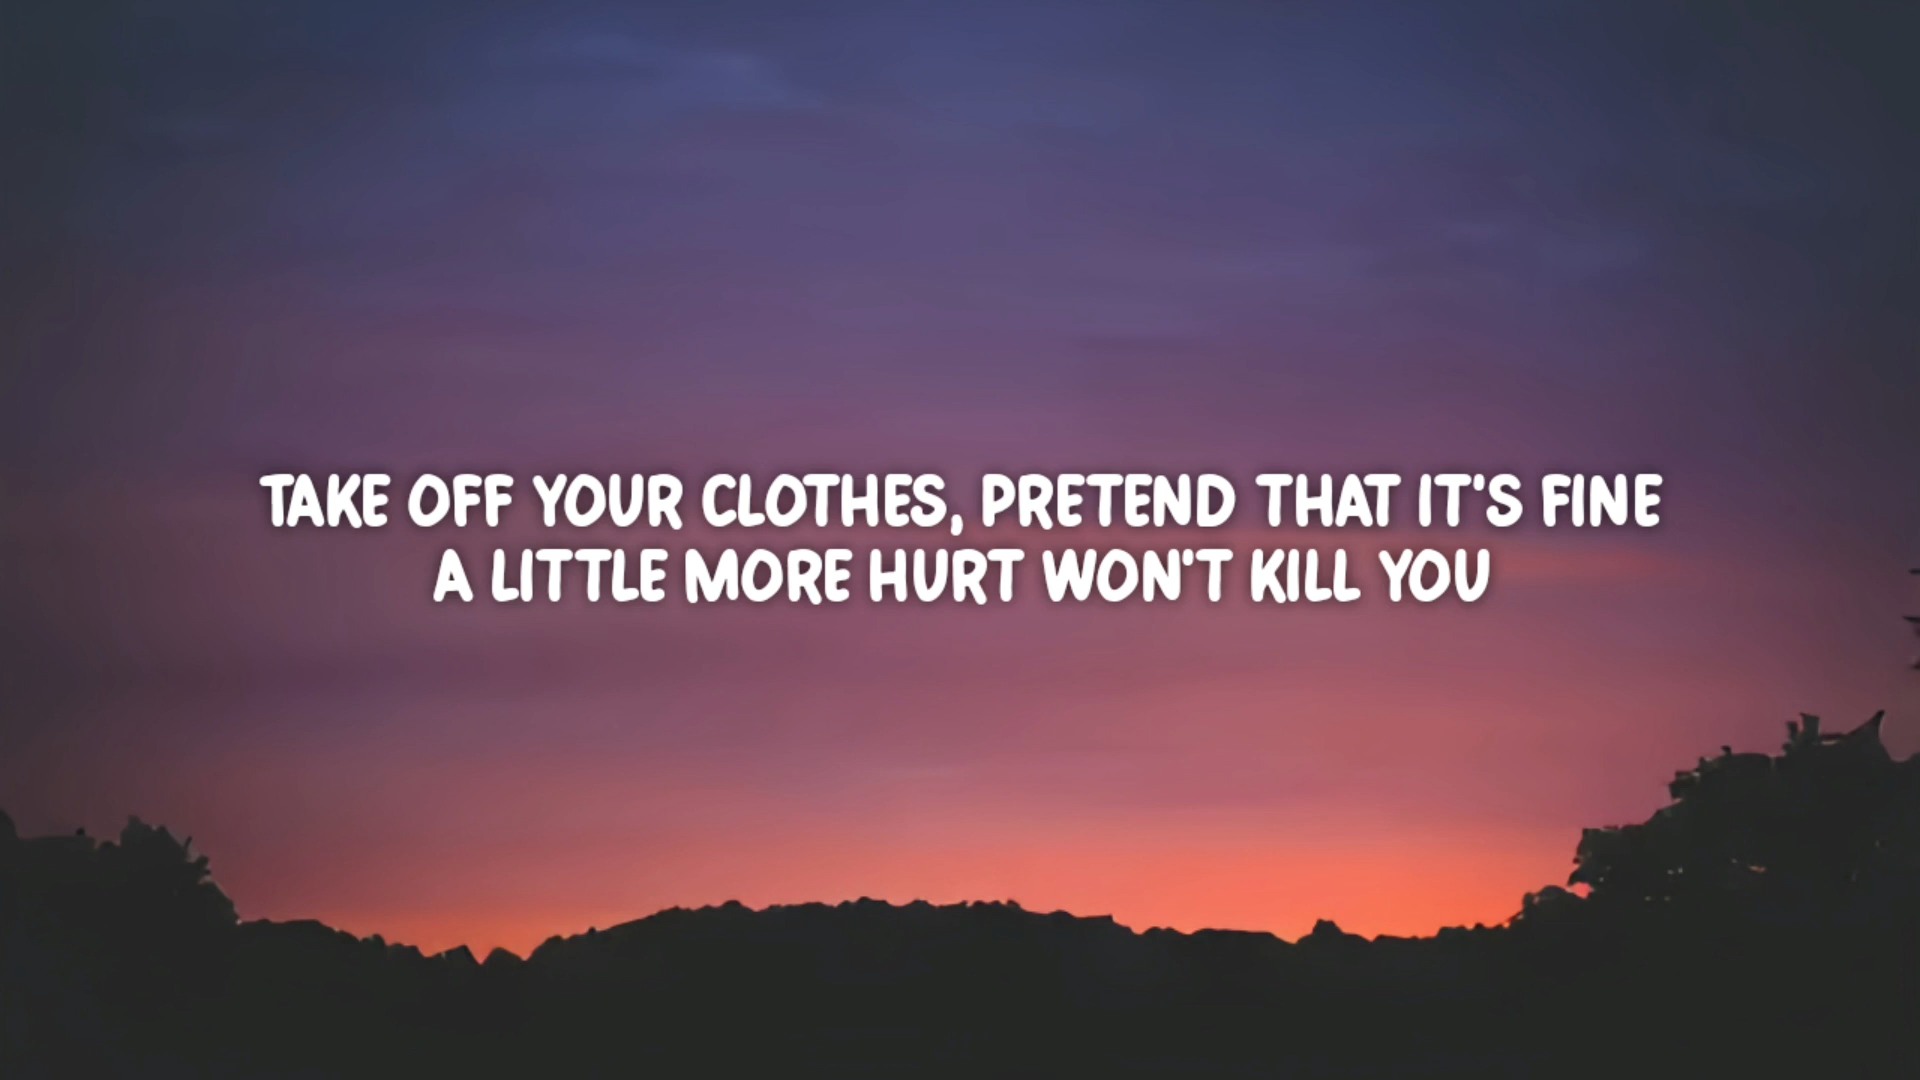 TAKE OFF YOUR CLOTHES, PRETEND THAT IT'S FINE
A LITTLE MORE HURT WON'T KILL YOU